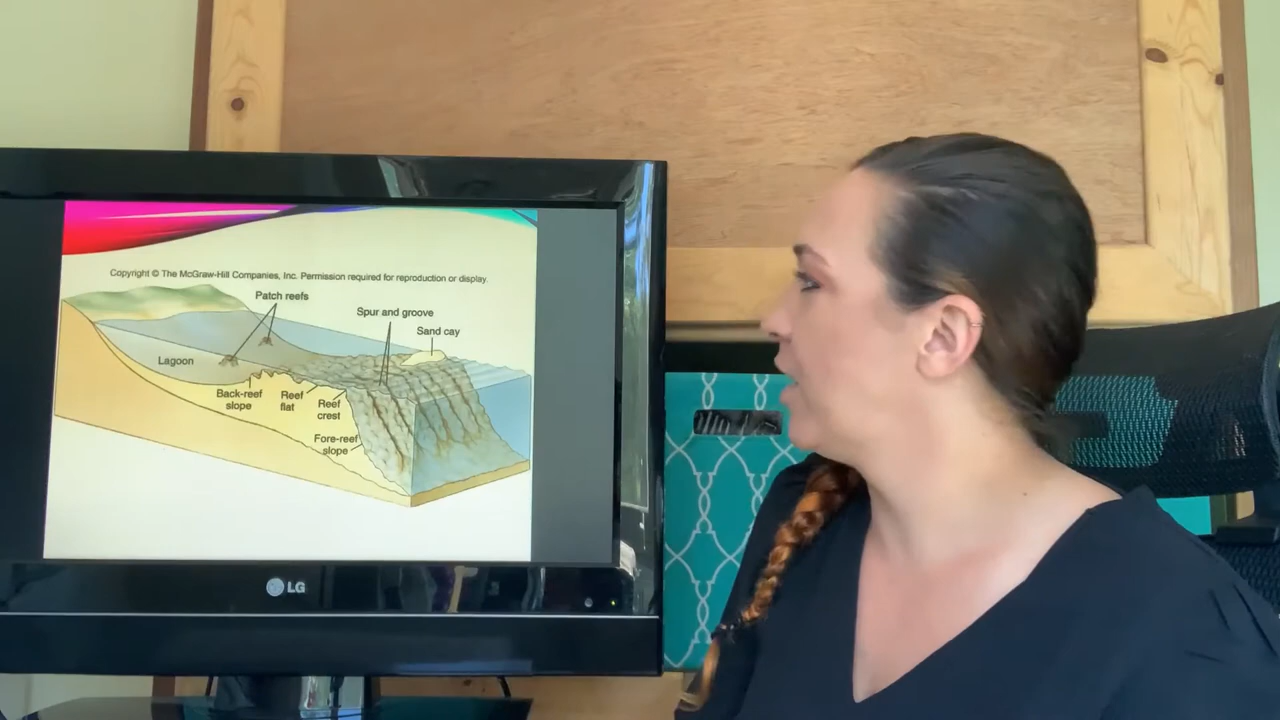 Copyright © The McGraw-Hill Companies, Inc. Permission required for reproduction or display.
Patch reefs
Spur and groove
Sand cay
Lagoon
Back-reef
slope
Reef
flat
Reef
crest
Fore-reef
slope
LG